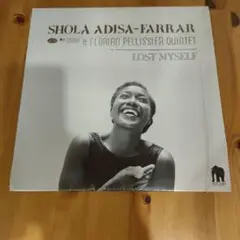 SHOLA ADISA-FARRAR
& FLORIAN PELLISSIER QUINTET
LOST MYSELF